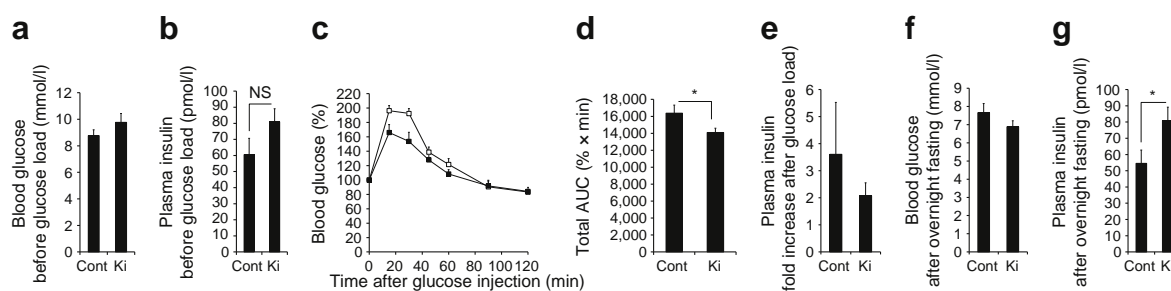 a
Blood glucose
before glucose load (mmol/l)
12
10
8
6
4
2
0
Cont Ki
b
Plasma insulin
before glucose load (pmol/l)
100
90
80
70
60
50
40
30
20
10
0
NS
Cont Ki
c
Blood glucose (%)
220
200
180
160
140
120
100
80
60
40
20
0
0 20 40 60 80 100 120
Time after glucose injection (min)
d
Total AUC (% × min)
18,000
16,000
14,000
12,000
10,000
8,000
6,000
4,000
2,000
0
*
Cont Ki
e
Plasma insulin
fold increase after glucose load)
6
5
4
3
2
1
0
Cont Ki
f
Blood glucose
after overnight fasting (mmol/l)
9
8
7
6
5
4
3
2
1
0
Cont Ki
g
Plasma insulin
after overnight fasting (pmol/l)
100
90
80
70
60
50
40
30
20
10
0
*
Cont Ki